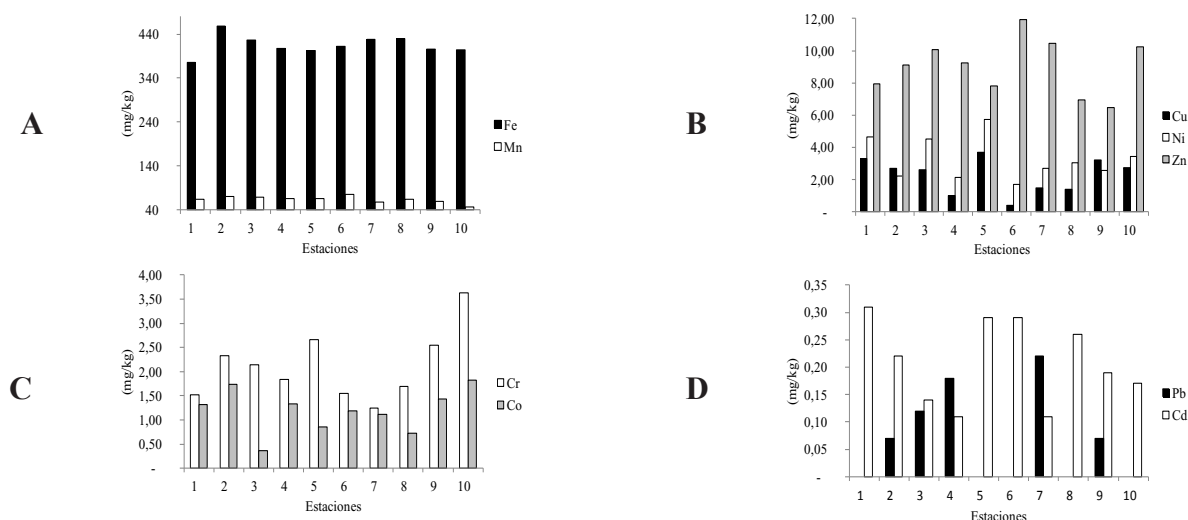 A
(mg/kg)
440
340
240
140
40
1 2 3 4 5 6 7 8 9 10
Estaciones
Fe
Mn
B
(mg/kg)
12,00
10,00
8,00
6,00
4,00
2,00
-
1 2 3 4 5 6 7 8 9 10
Estaciones
Cu
Ni
Zn
C
(mg/kg)
4,00
3,50
3,00
2,50
2,00
1,50
1,00
0,50
-
1 2 3 4 5 6 7 8 9 10
Estaciones
Cr
Co
D
(mg/kg)
0,35
0,30
0,25
0,20
0,15
0,10
0,05
-
1 2 3 4 5 6 7 8 9 10
Estaciones
Pb
Cd